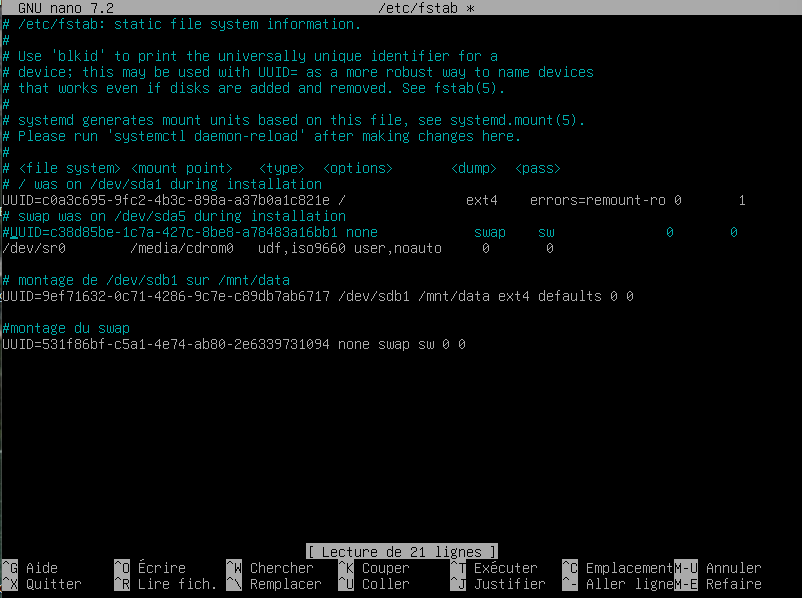 GNU nano 7.2 /etc/fstab *
# /etc/fstab: static file system information.
#
# Use 'blkid' to print the universally unique identifier for a
# device; this may be used with UUID= as a more robust way to name devices
# that works even if disks are added and removed. See fstab(5).
#
# systemd generates mount units based on this file, see systemd.mount(5).
# Please run 'systemctl daemon-reload' after making changes here.
#
# <file system> <mount point> <type> <options> <dump> <pass>
# / was on /dev/sda1 during installation
UUID=c0a3c695-9fc2-4b3c-898a-a37b0a1c821e / ext4 errors=remount-ro 0 1
# swap was on /dev/sda5 during installation
#UUID=c38d85be-1c7a-427c-8be8-a78483a16bb1 none swap sw 0 0
/dev/sr0 /media/cdrom0 udf,iso9660 user,noauto 0 0
# montage de /dev/sdb1 sur /mnt/data
UUID=9ef71632-0c71-4286-9c7e-c89db7ab6717 /dev/sdb1 /mnt/data ext4 defaults 0 0
#montage du swap
UUID=531f86bf-c5a1-4e74-ab80-2e6339731094 none swap sw 0 0
[ Lecture de 21 lignes ]
^G Aide ^O Écrire ^W Chercher ^K Couper ^T Exécuter ^C Emplacement M-U Annuler
^X Quitter ^R Lire fich. ^\ Remplacer ^U Coller ^J Justifier ^- Aller ligne M-E Refaire